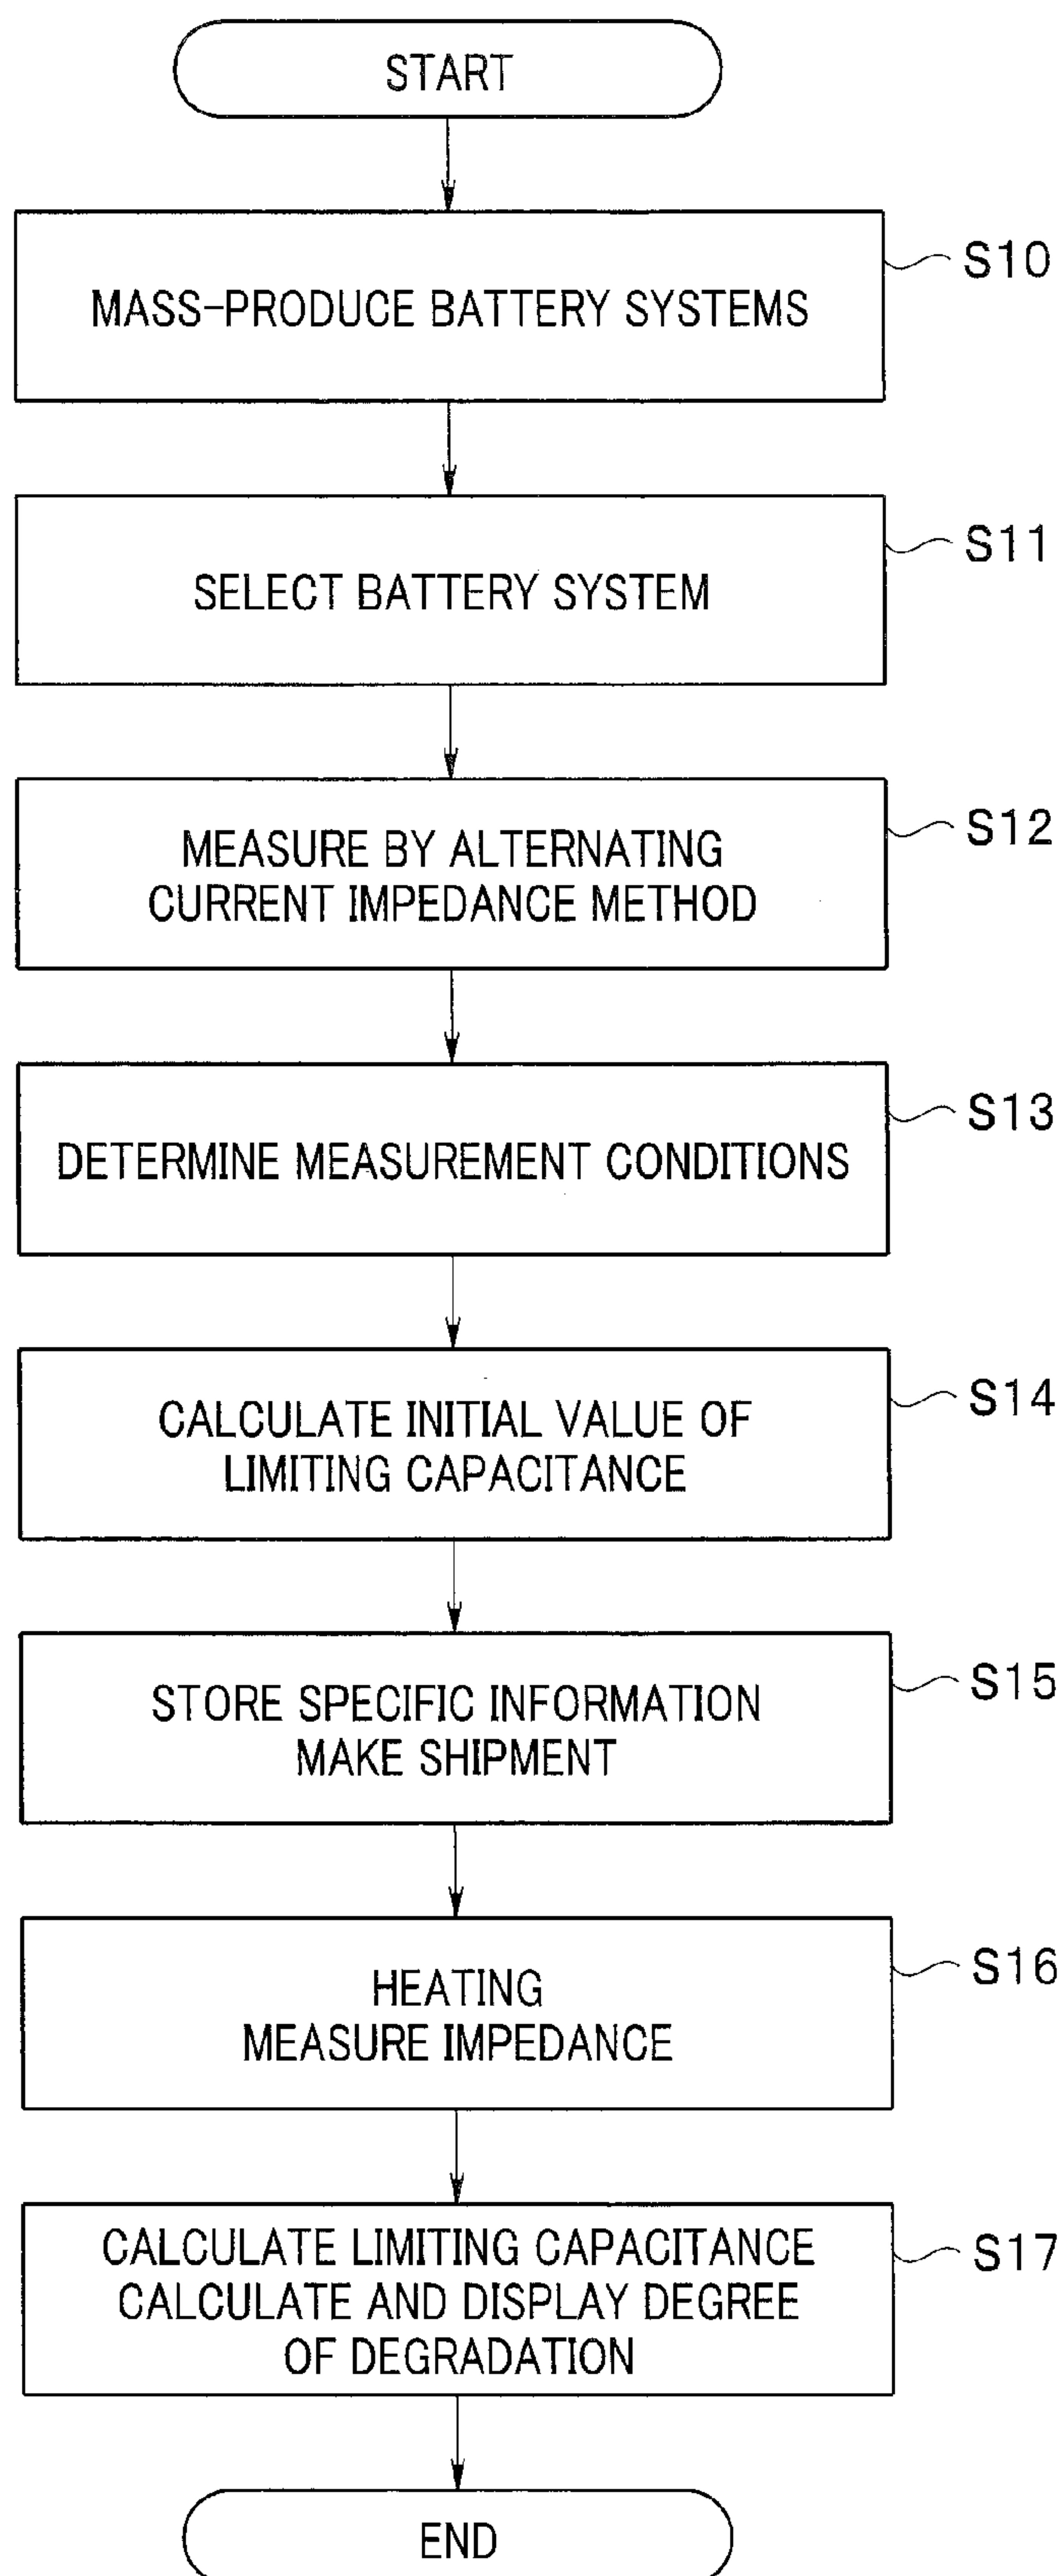 START
MASS-PRODUCE BATTERY SYSTEMS
S10
SELECT BATTERY SYSTEM
S11
MEASURE BY ALTERNATING
CURRENT IMPEDANCE METHOD
S12
DETERMINE MEASUREMENT CONDITIONS
S13
CALCULATE INITIAL VALUE OF
LIMITING CAPACITANCE
S14
STORE SPECIFIC INFORMATION
MAKE SHIPMENT
S15
HEATING
MEASURE IMPEDANCE
S16
CALCULATE LIMITING CAPACITANCE
CALCULATE AND DISPLAY DEGREE
OF DEGRADATION
S17
END